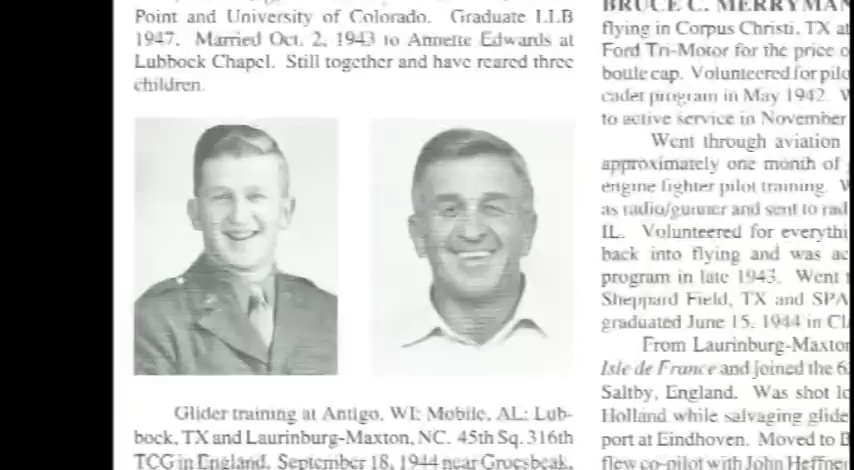 Point and University of Colorado. Graduate LLB
1947. Married Oct. 2, 1943 to Annette Edwards at
Lubbock Chapel. Still together and have reared three
children.
Glider training at Antigo, WI; Mobile, AL; Lub-
bock, TX and Laurinburg-Maxton, NC. 45th Sq. 316th
TCG in England. September 18, 1944 near Groesbeak,
BRUCE C. MERRYMAN
flying in Corpus Christi, TX at
Ford Tri-Motor for the price o
bottle cap. Volunteered for pilo
cadet program in May 1942. W
to active service in November
Went through aviation
approximately one month of
engine fighter pilot training. W
as radio/gunner and sent to rad
IL. Volunteered for everythi
back into flying and was ac
program in late 1943. Went
Sheppard Field, TX and SPA
graduated June 15, 1944 in Cl
From Laurinburg-Maxton
Isle de France and joined the 6
Saltby, England. Was shot
Holland while salvaging glide
port at Eindhoven. Moved to B
flew co-pilot with John Heffner